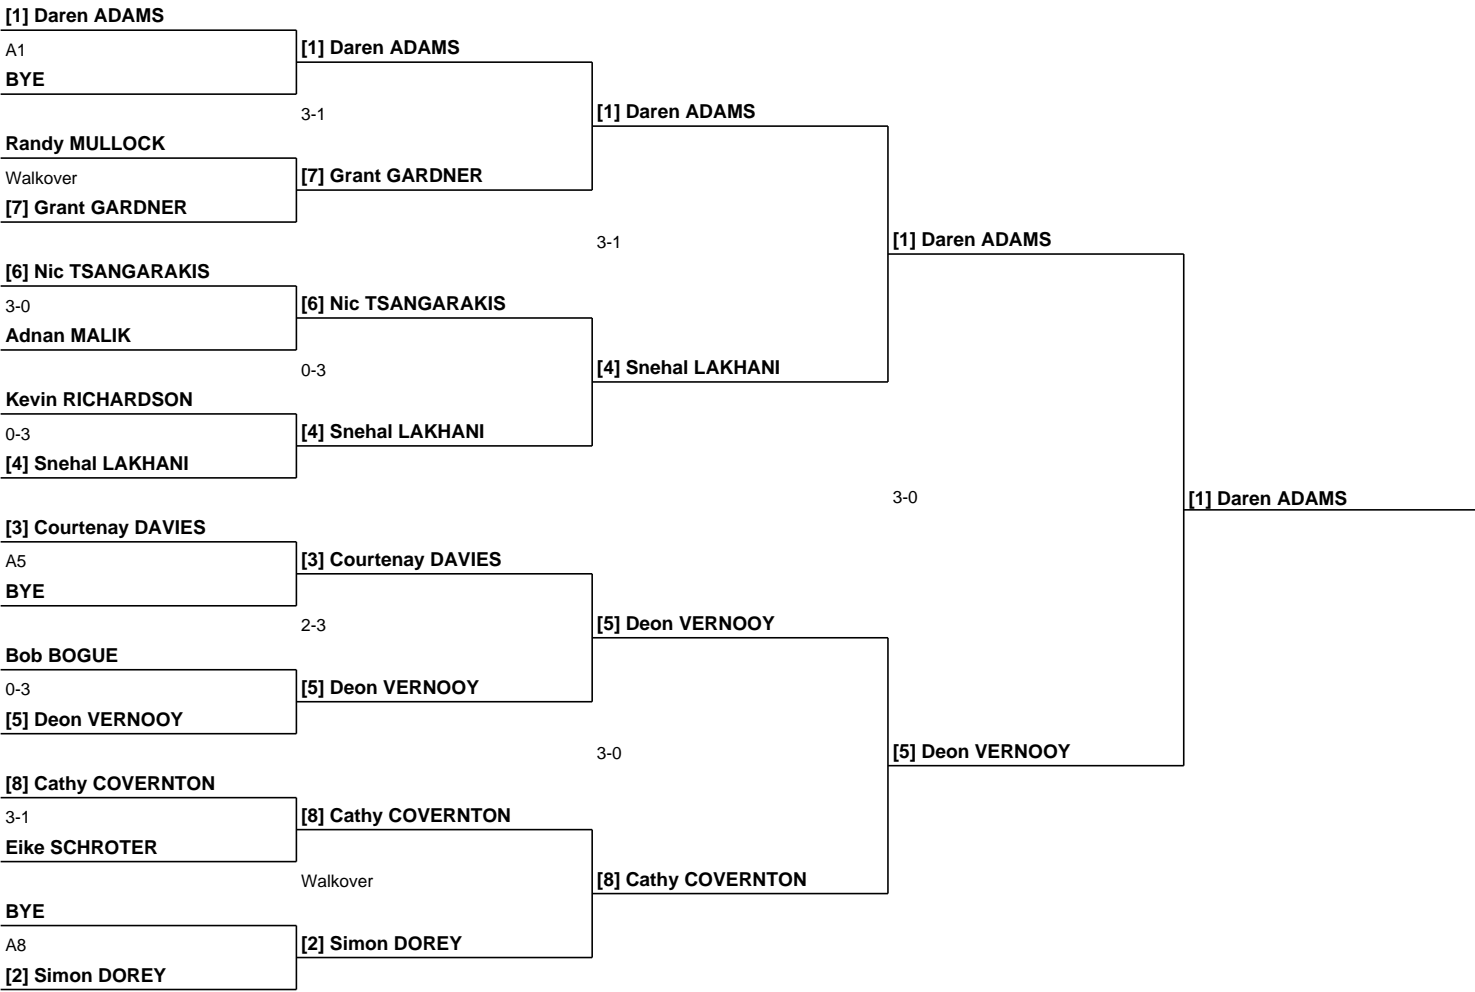 [1] Daren ADAMS
A1
BYE
Randy MULLOCK
Walkover
[7] Grant GARDNER
[6] Nic TSANGARAKIS
3-0
Adnan MALIK
Kevin RICHARDSON
0-3
[4] Snehal LAKHANI
[3] Courtenay DAVIES
A5
BYE
Bob BOGUE
0-3
[5] Deon VERNOOY
[8] Cathy COVERNTON
3-1
Eike SCHROTER
BYE
A8
[2] Simon DOREY
[1] Daren ADAMS
3-1
[7] Grant GARDNER
[6] Nic TSANGARAKIS
0-3
[4] Snehal LAKHANI
[3] Courtenay DAVIES
2-3
[5] Deon VERNOOY
[8] Cathy COVERNTON
Walkover
[2] Simon DOREY
[1] Daren ADAMS
3-1
[4] Snehal LAKHANI
[5] Deon VERNOOY
3-0
[8] Cathy COVERNTON
[1] Daren ADAMS
3-0
[5] Deon VERNOOY
[1] Daren ADAMS